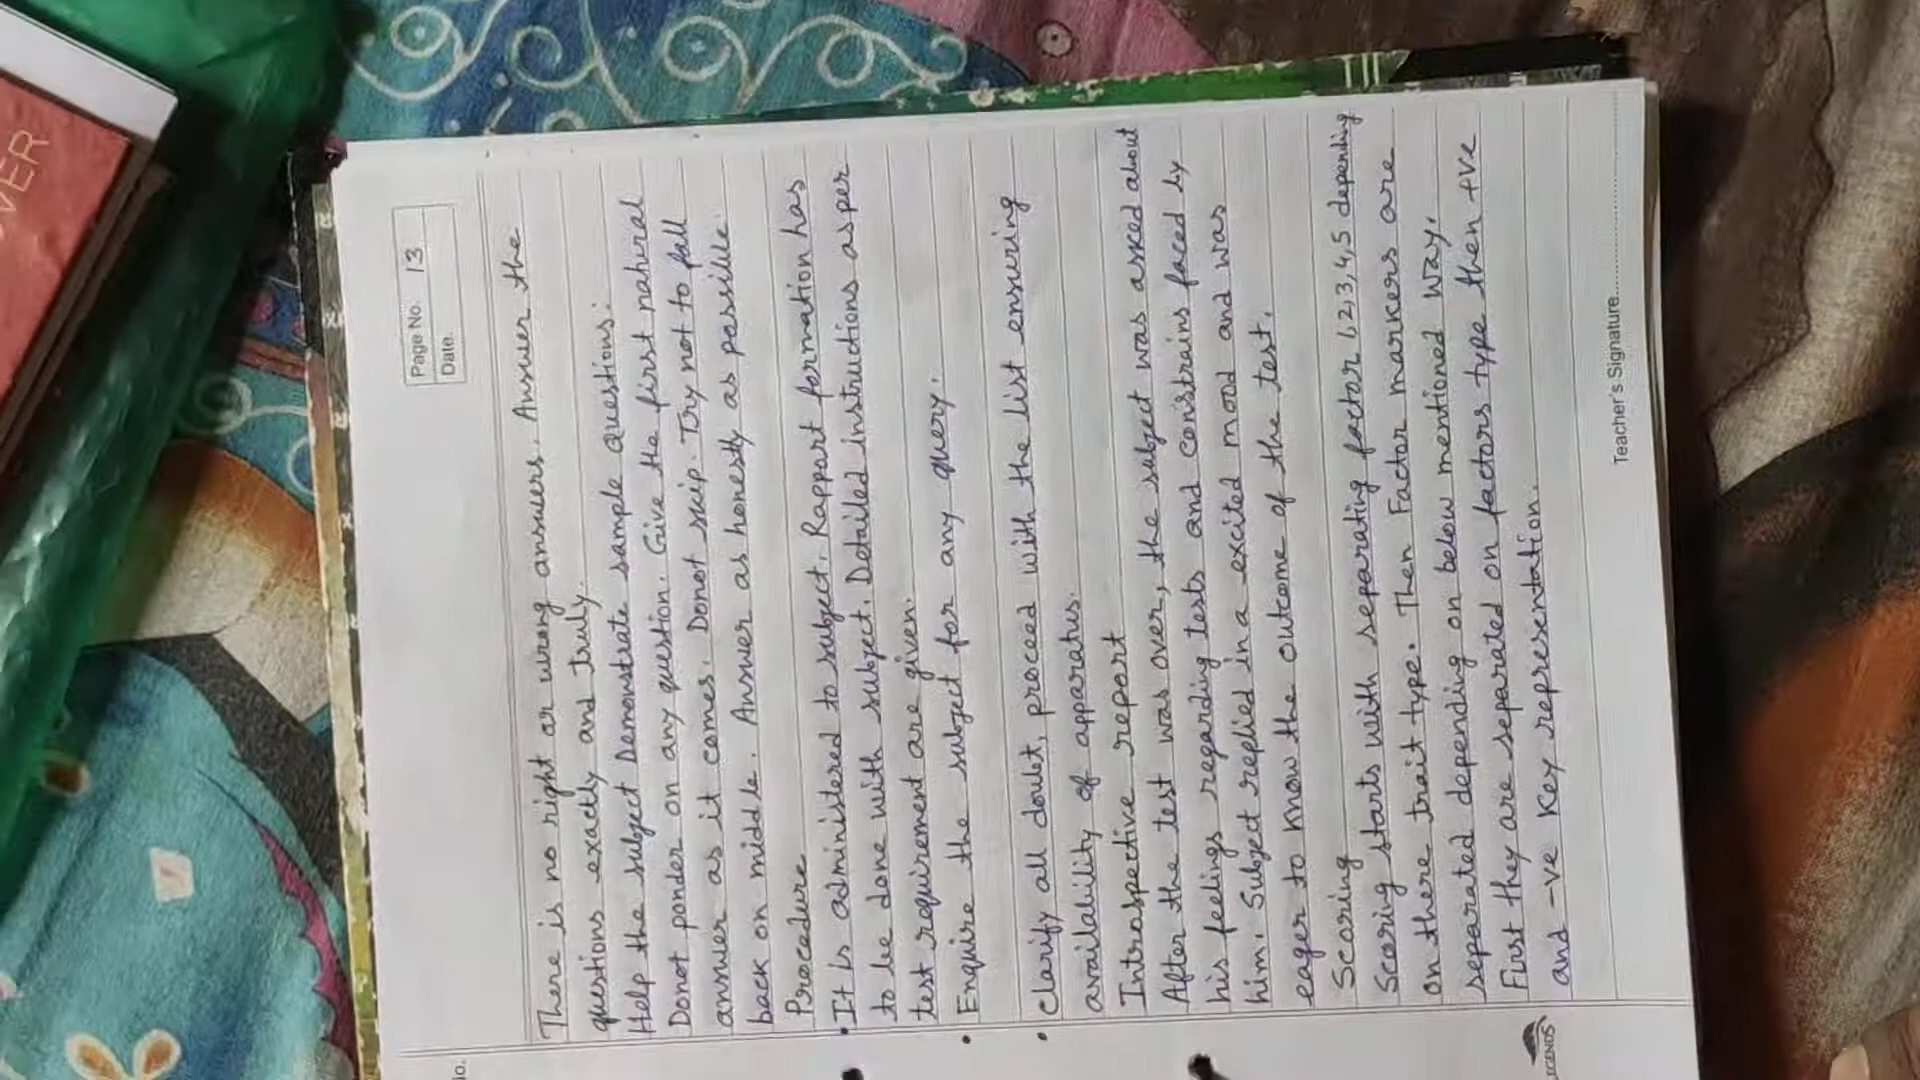 VER
Page No. 13
Date.
There is no right or wrong answers. Answer the
questions exactly and truly.
Help the subject Demonstrate sample questions.
Donot ponder on any question. Give the first natural
answer as it comes. Donot skip. Try not to fall
back on middle. Answer as honestly as possible.
Procedure
• It is administered to subject. Rapport formation has
to be done with subject. Detailed instructions as per
test requirement are given.
• Enquire the subject for any query.
• clarify all doubt, proceed with the list ensuring
availability of apparatus.
Introspective report
After the test was over, the subject was asked about
his feelings regarding tests and constrains faced by
him. Subject replied in a excited mood and was
eager to know the outcome of the test.
Scoring
Scoring starts with separating factor 1,2,3,4,5 depending
on there trait type. Then Factor markers are
separated depending on below mentioned way.
First they are separated on factors type then +ve
and -ve key representation.
Teacher's Signature